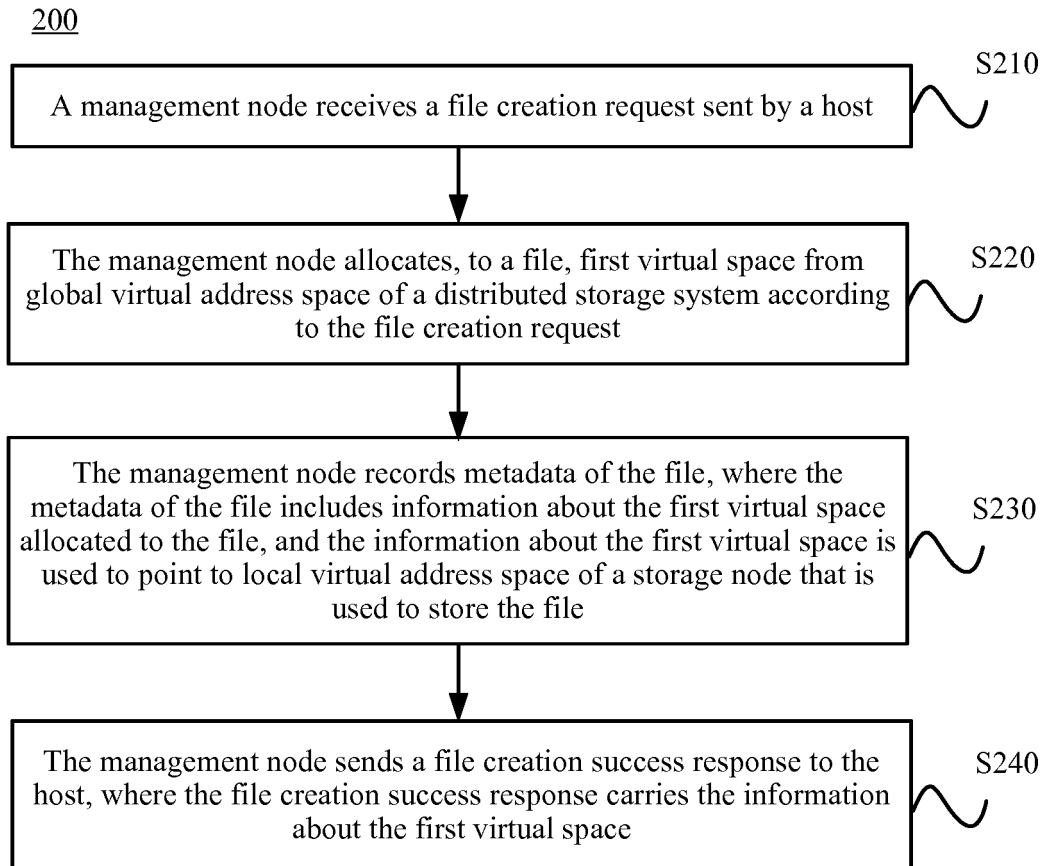 200
S210
A management node receives a file creation request sent by a host
S220
The management node allocates, to a file, first virtual space from
global virtual address space of a distributed storage system according
to the file creation request
S230
The management node records metadata of the file, where the
metadata of the file includes information about the first virtual space
allocated to the file, and the information about the first virtual space is
used to point to local virtual address space of a storage node that is
used to store the file
S240
The management node sends a file creation success response to the
host, where the file creation success response carries the information
about the first virtual space